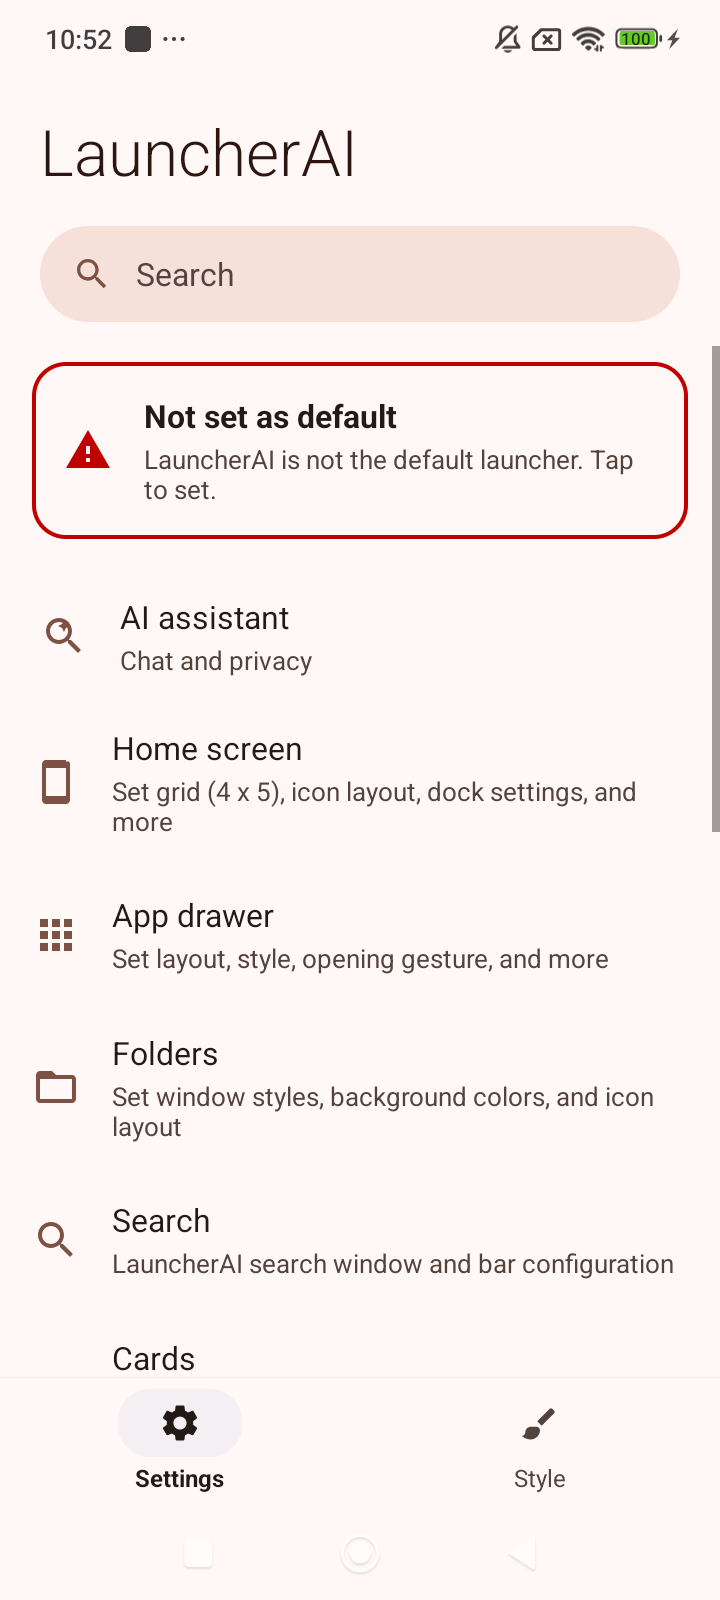 10:52
100
LauncherAI
Search
Not set as default
LauncherAI is not the default launcher. Tap
to set.
AI assistant
Chat and privacy
Home screen
Set grid (4 x 5), icon layout, dock settings, and
more
App drawer
Set layout, style, opening gesture, and more
Folders
Set window styles, background colors, and icon
layout
Search
LauncherAI search window and bar configuration
Cards
Settings
Style